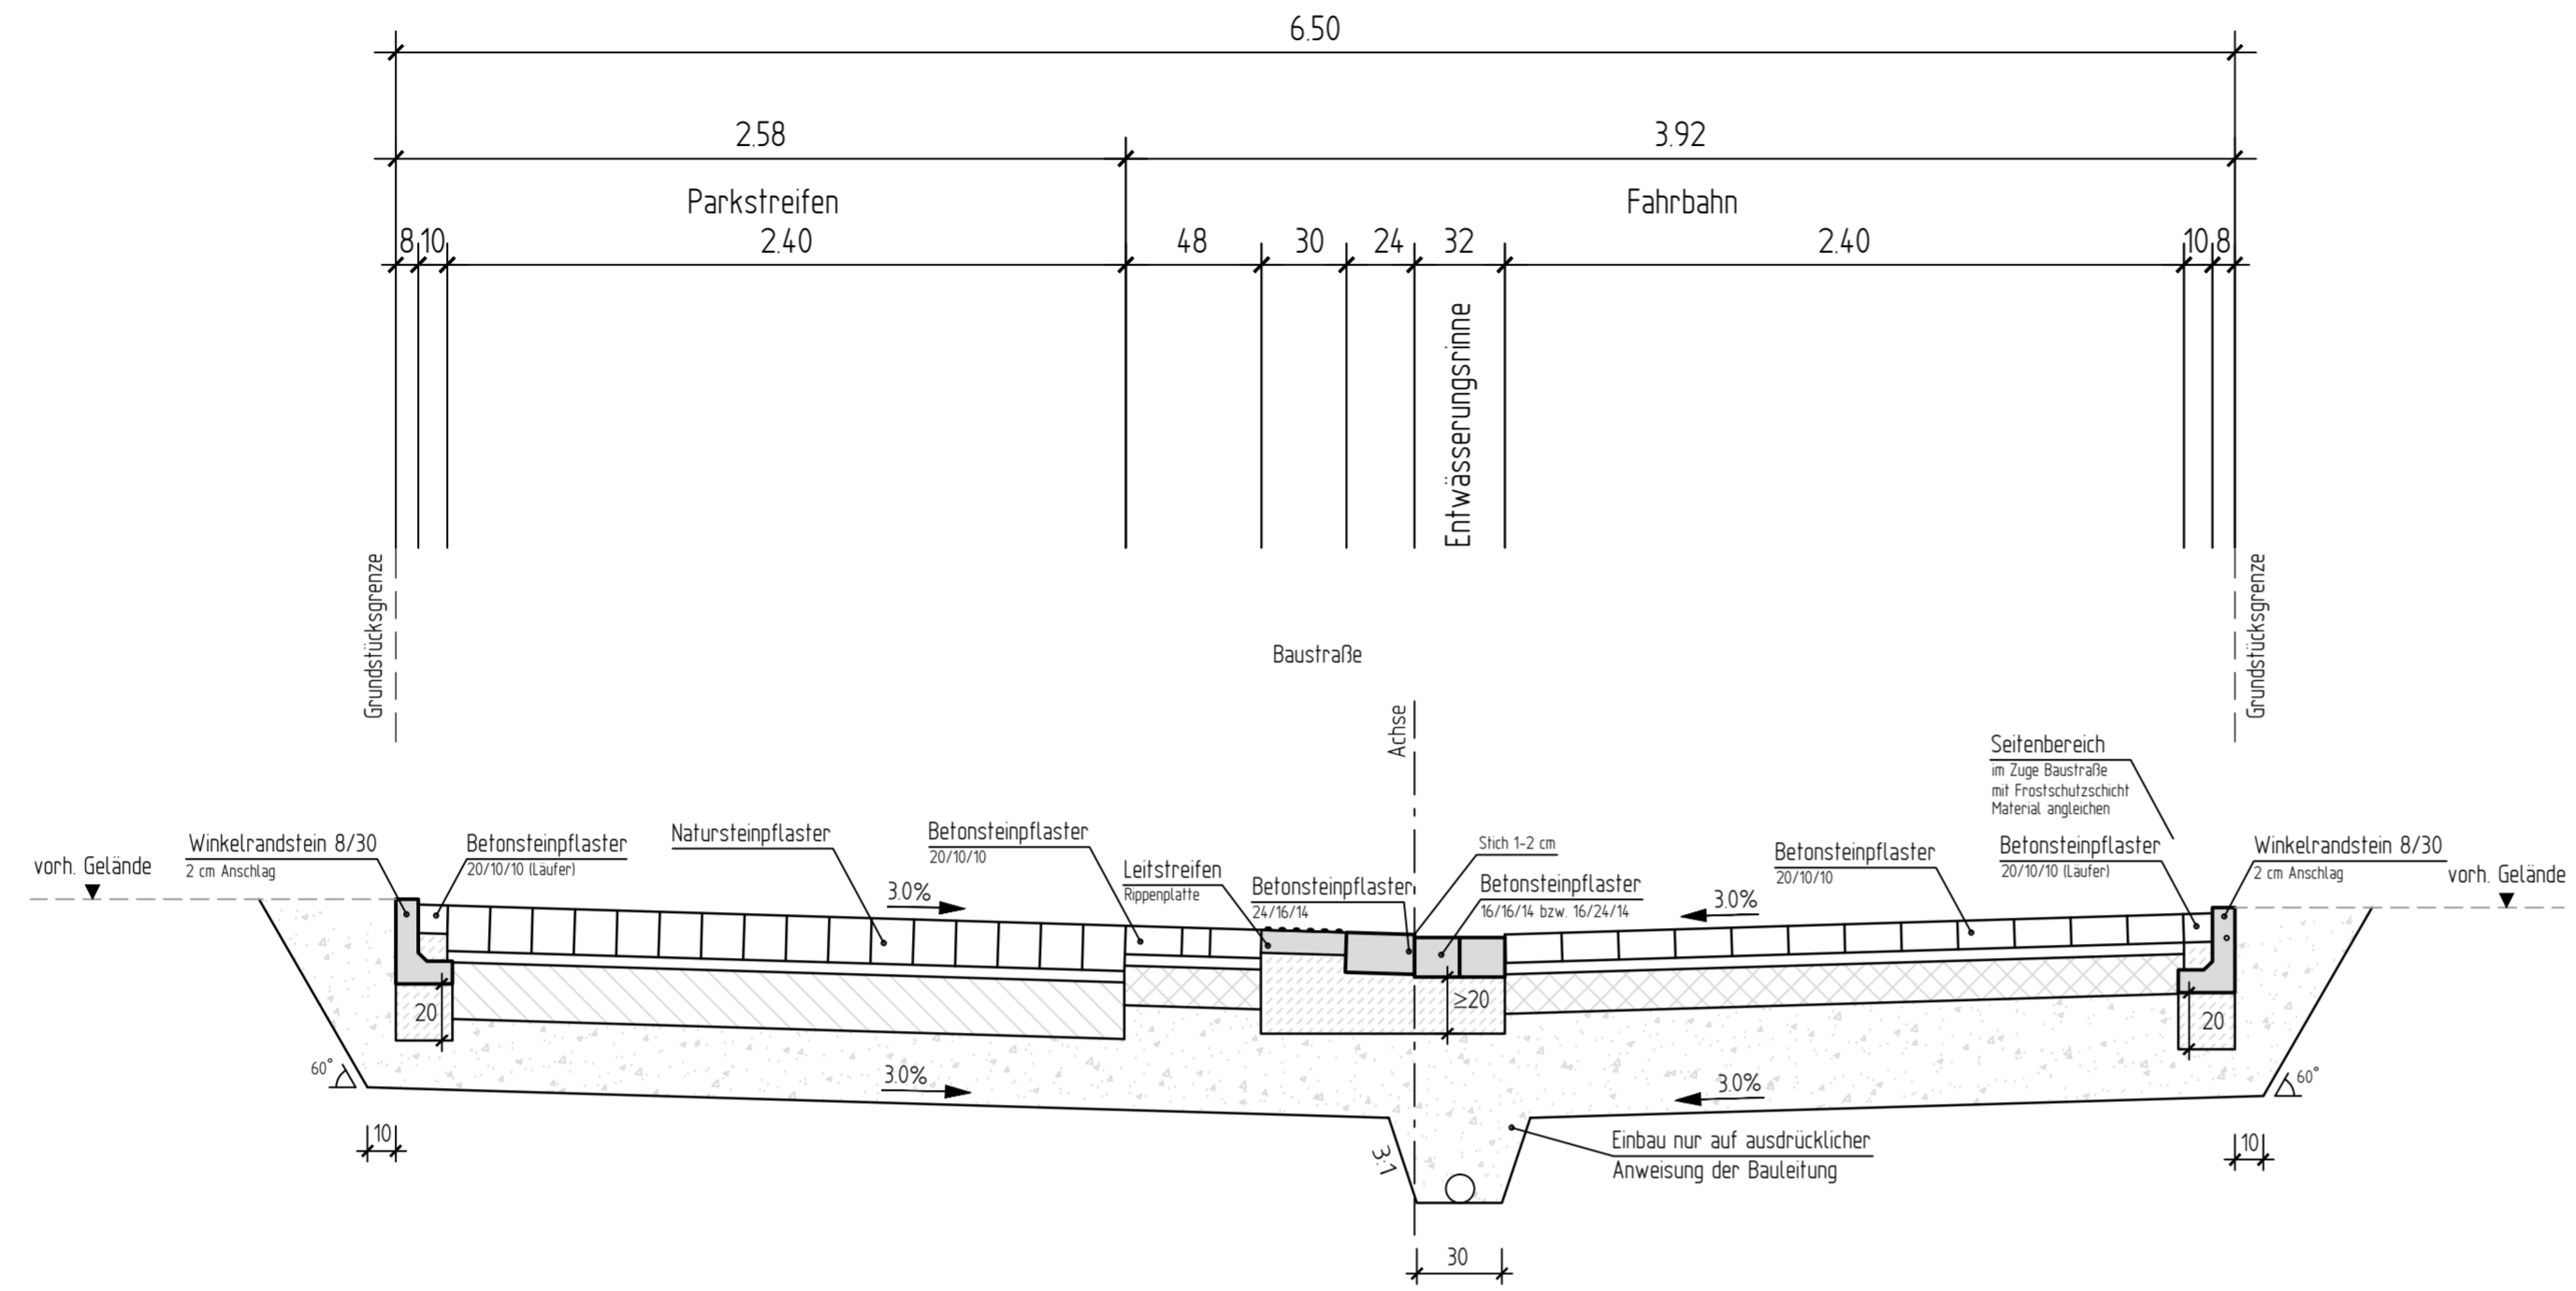 6.50
2.58
3.92
Parkstreifen
Fahrbahn
8 10 2.40 48 30 24 32 2.40 10 8
Entwässerungsrinne
Grundstücksgrenze
Grundstücksgrenze
Baustraße
Achse
Seitenbereich
im Zuge Baustraße
mit Frostschutzschicht
Material angleichen
vorh. Gelände
Winkelrandstein 8/30
2 cm Anschlag
Betonsteinpflaster
20/10/10 (Läufer)
Natursteinpflaster
3.0%
Betonsteinpflaster
20/10/10
Leitstreifen
Rippenplatte
Betonsteinpflaster
24/16/14
Stich 1-2 cm
Betonsteinpflaster
16/16/14 bzw. 16/24/14
3.0%
Betonsteinpflaster
20/10/10
Betonsteinpflaster
20/10/10 (Läufer)
Winkelrandstein 8/30
2 cm Anschlag
vorh. Gelände
20
≥20
20
60°
3.0%
3.0%
60°
10
3:1
Einbau nur auf ausdrücklicher
Anweisung der Bauleitung
10
30